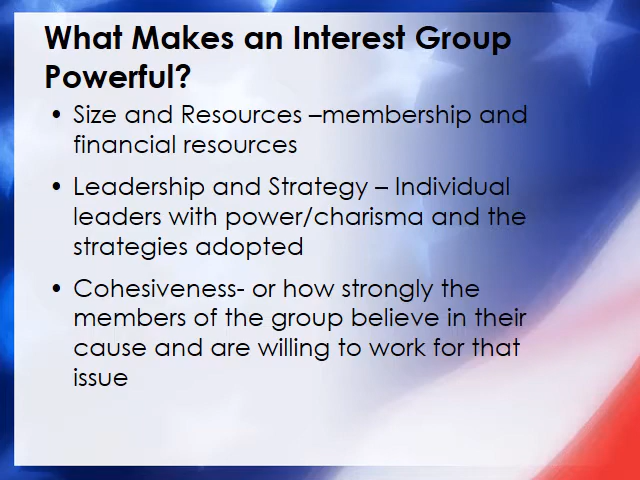 What Makes an Interest Group
Powerful?
• Size and Resources –membership and
financial resources
• Leadership and Strategy – Individual
leaders with power/charisma and the
strategies adopted
• Cohesiveness- or how strongly the
members of the group believe in their
cause and are willing to work for that
issue